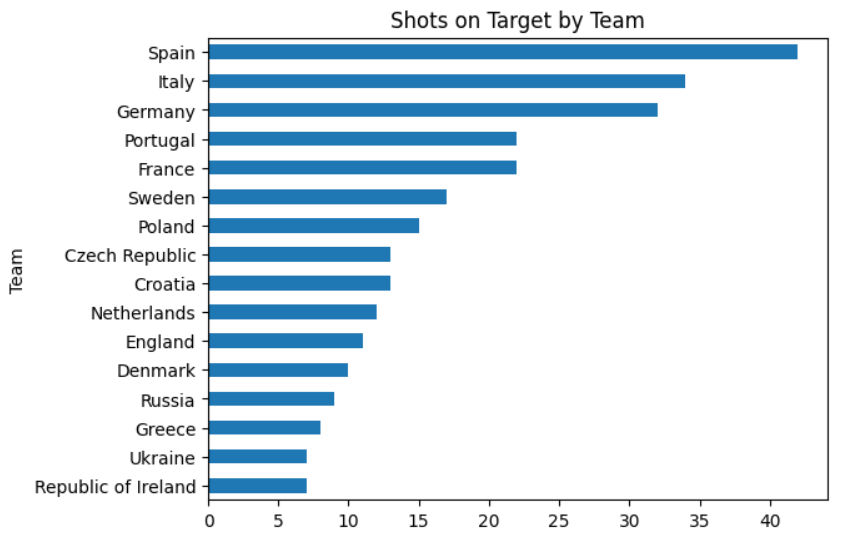 Shots on Target by Team
Spain
Italy
Germany
Portugal
France
Sweden
Poland
Czech Republic
Croatia
Netherlands
England
Denmark
Russia
Greece
Ukraine
Republic of Ireland
Team
0 5 10 15 20 25 30 35 40